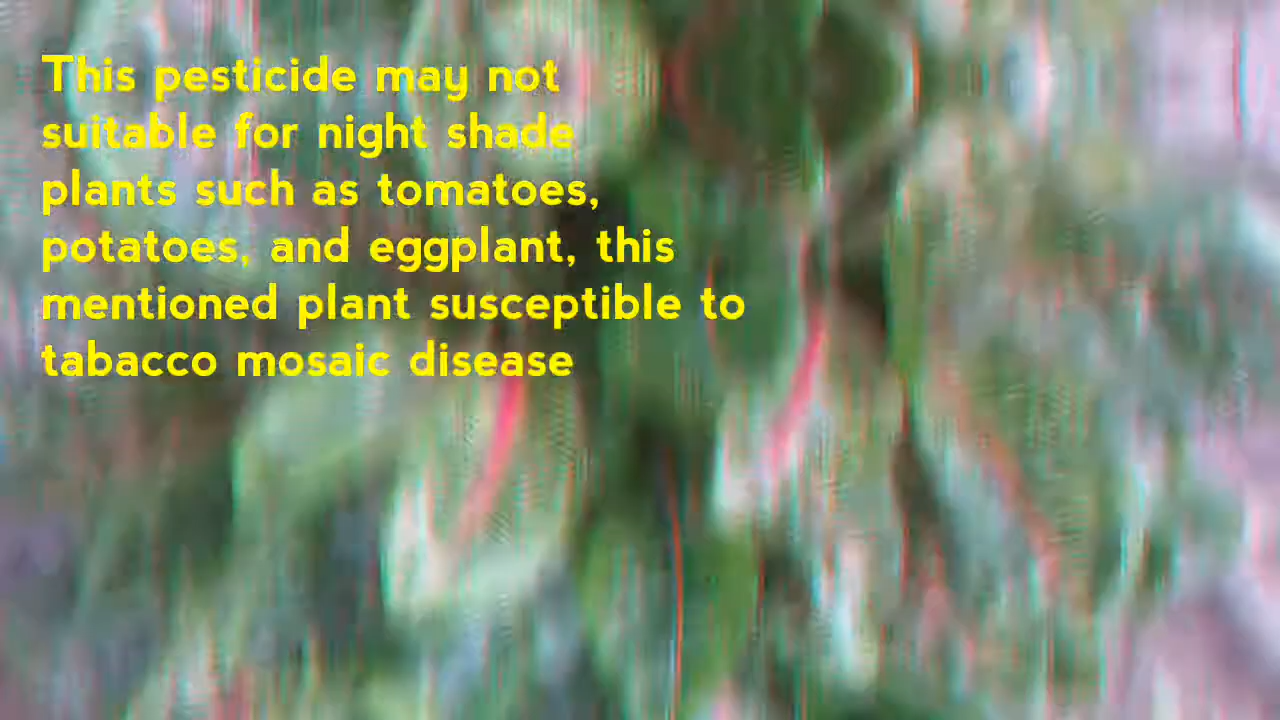 This pesticide may not
suitable for night shade
plants such as tomatoes,
potatoes, and eggplant, this
mentioned plant susceptible to
tabacco mosaic disease